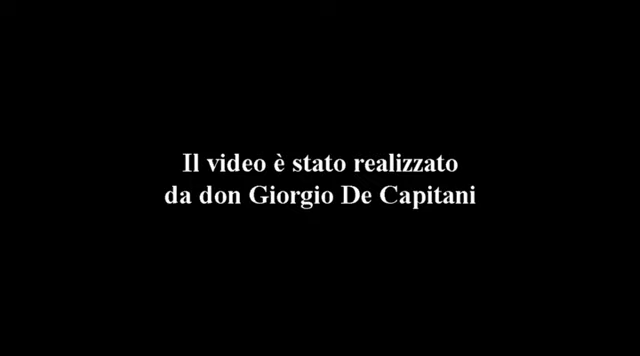 Il video è stato realizzato
da don Giorgio De Capitani